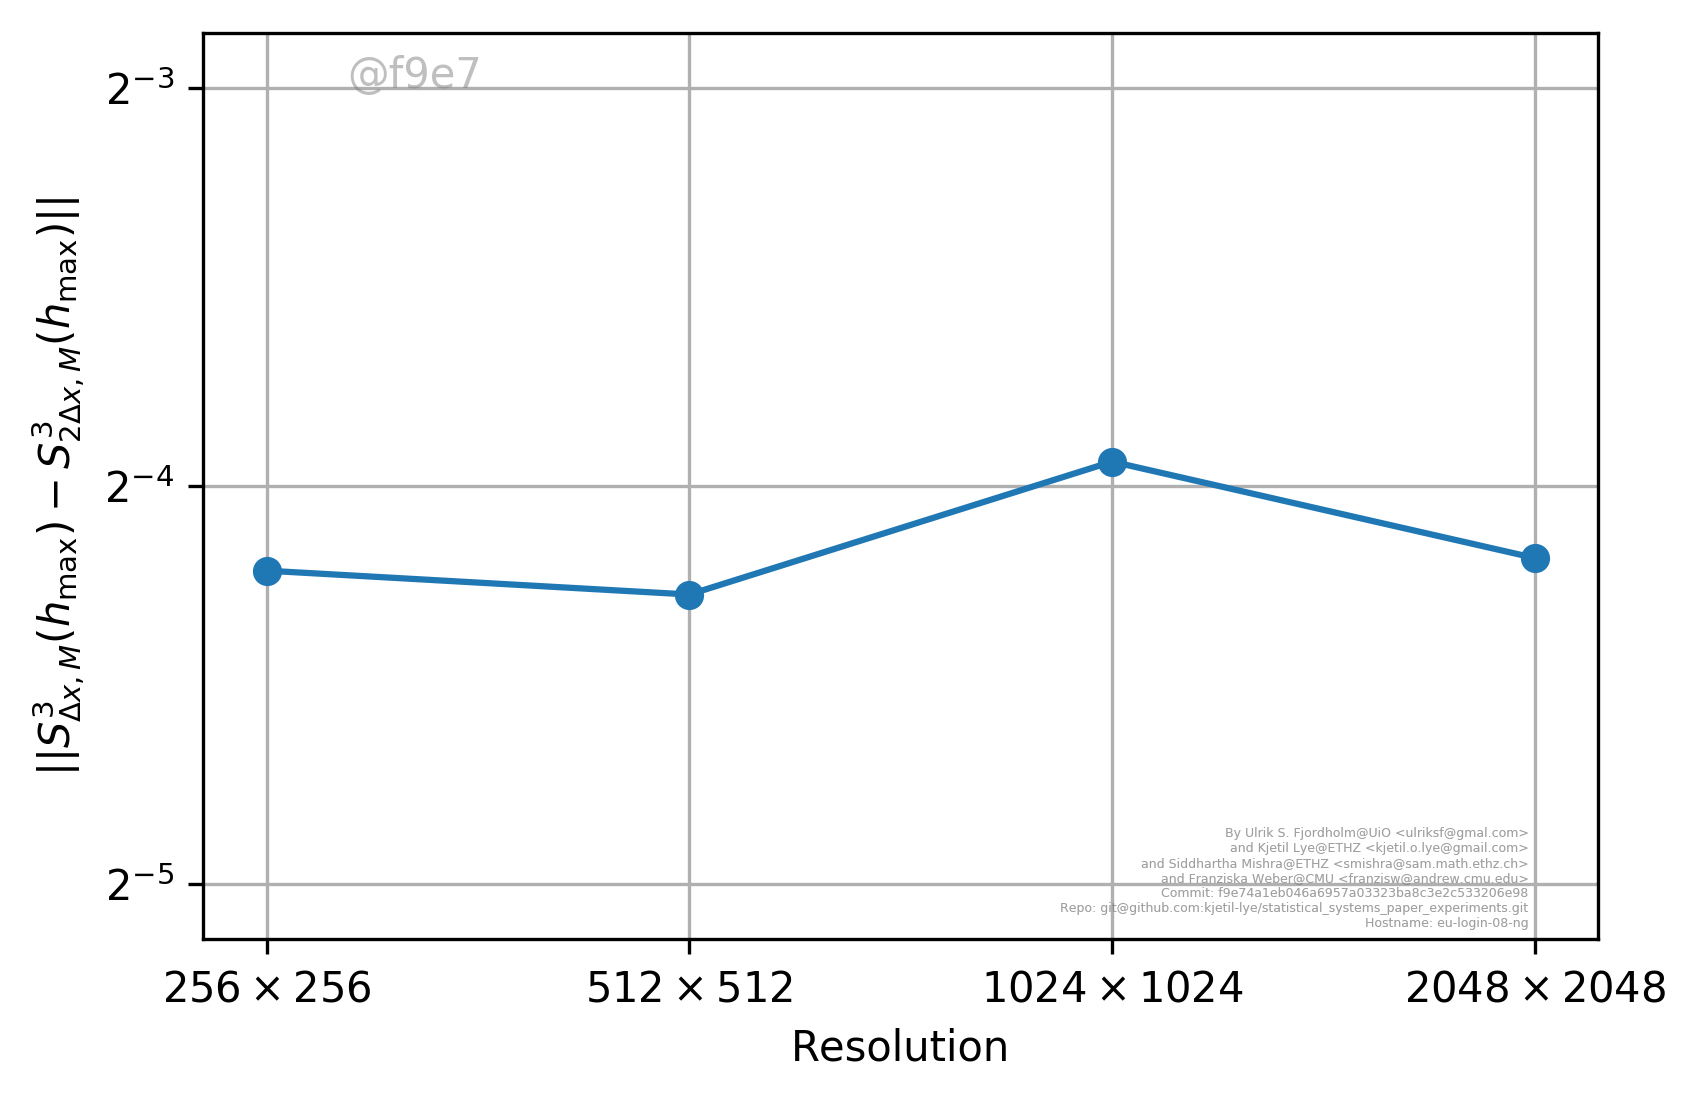 @f9e7
2⁻³
2⁻⁴
2⁻⁵
||S³_{Δx,M}(h_max) − S³_{2Δx,M}(h_max)||
By Ulrik S. Fjordholm@UiO <ulriksf@gmal.com>
and Kjetil Lye@ETHZ <kjetil.o.lye@gmail.com>
and Siddhartha Mishra@ETHZ <smishra@sam.math.ethz.ch>
and Franziska Weber@CMU <franzisw@andrew.cmu.edu>
Commit: f9e74a1eb046a6957a03323ba8c3e2c533206e98
Repo: git@github.com:kjetil-lye/statistical_systems_paper_experiments.git
Hostname: eu-login-08-ng
256 × 256
512 × 512
1024 × 1024
2048 × 2048
Resolution